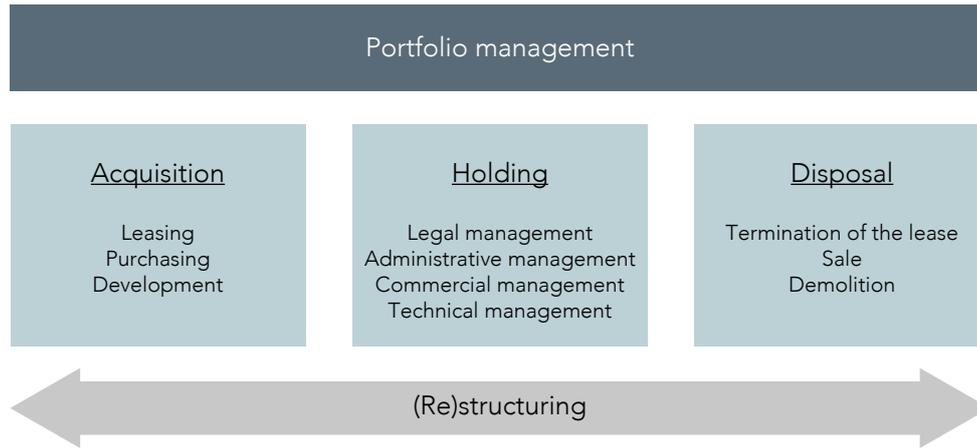 Portfolio management
Acquisition
Leasing
Purchasing
Development
Holding
Legal management
Administrative management
Commercial management
Technical management
Disposal
Termination of the lease
Sale
Demolition
(Re)structuring